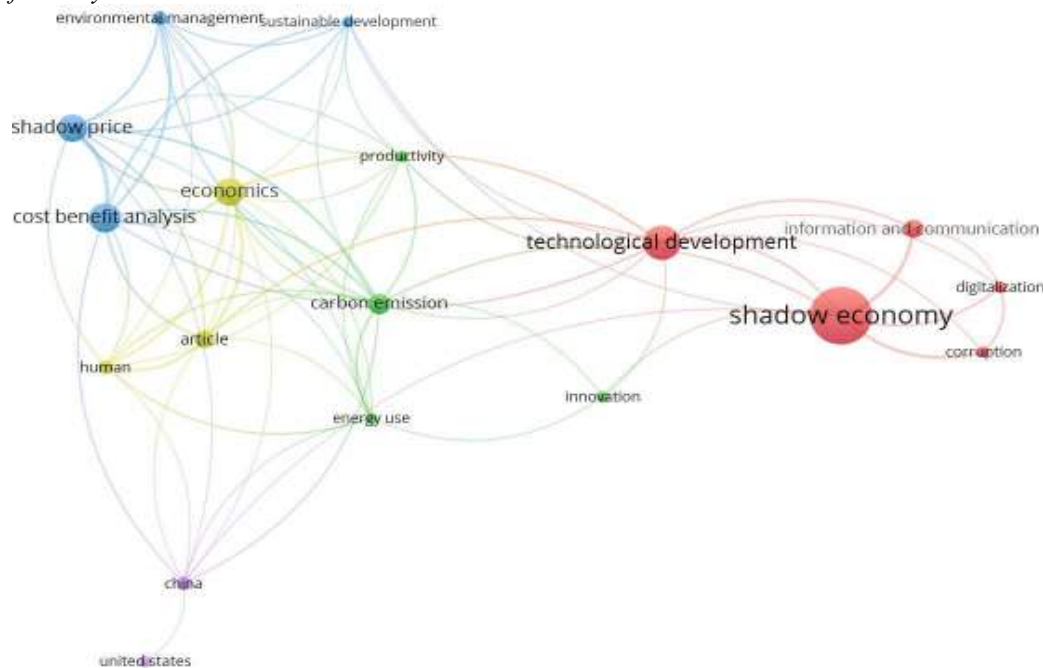 environmental management
sustainable development
shadow price
productivity
economics
cost benefit analysis
information and communication
technological development
digitalization
carbon emission
shadow economy
article
corruption
human
innovation
energy use
china
united states